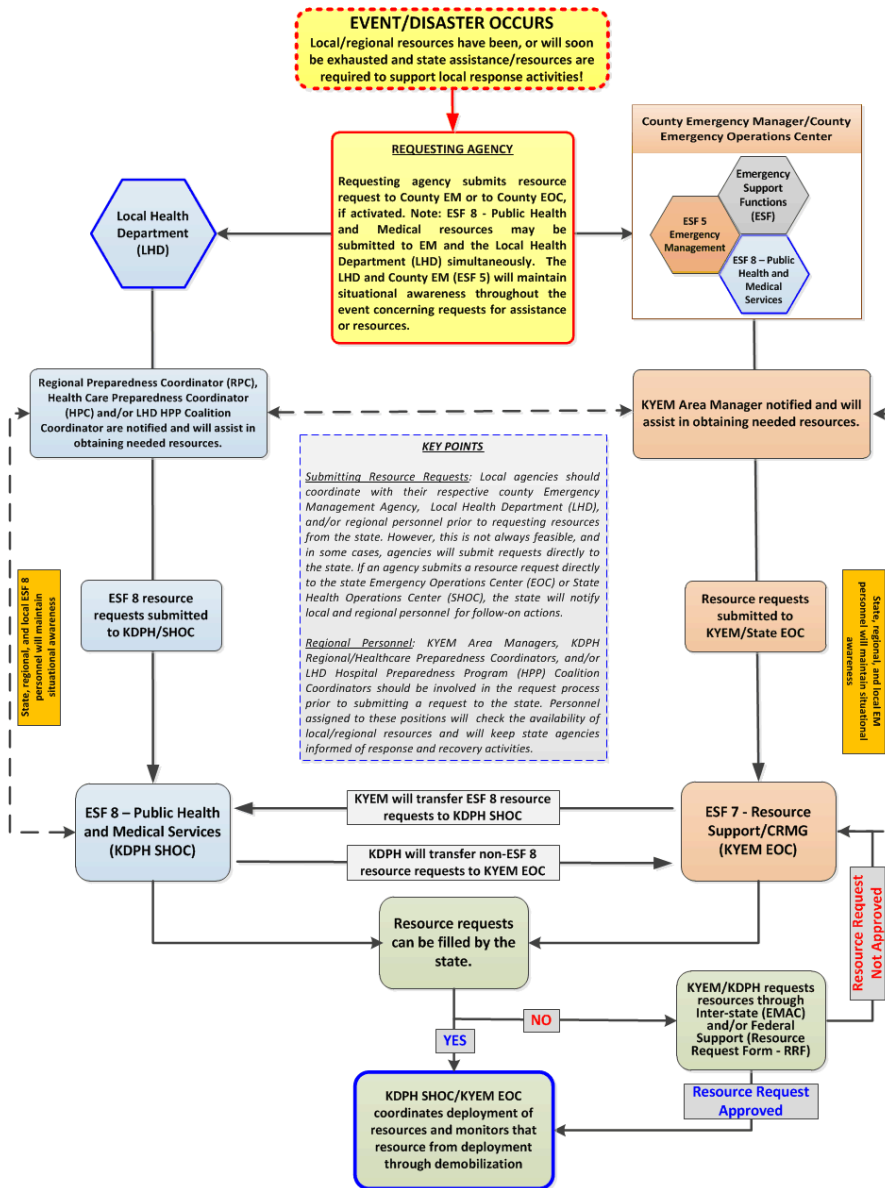 EVENT/DISASTER OCCURS
Local/regional resources have been, or will soon
be exhausted and state assistance/resources are
required to support local response activities!
County Emergency Manager/County
Emergency Operations Center
Emergency
Support
Functions
(ESF)
ESF 5
Emergency
Management
ESF 8 – Public
Health and
Medical
Services
REQUESTING AGENCY
Requesting agency submits resource
request to County EM or to County EOC,
if activated. Note: ESF 8 - Public Health
and Medical resources may be
submitted to EM and the Local Health
Department (LHD) simultaneously. The
LHD and County EM (ESF 5) will maintain
situational awareness throughout the
event concerning requests for assistance
or resources.
Local Health
Department
(LHD)
Regional Preparedness Coordinator (RPC),
Health Care Preparedness Coordinator
(HPC) and/or LHD HPP Coalition
Coordinator are notified and will assist in
obtaining needed resources.
KYEM Area Manager notified and will
assist in obtaining needed resources.
KEY POINTS
Submitting Resource Requests: Local agencies should
coordinate with their respective county Emergency
Management Agency, Local Health Department (LHD),
and/or regional personnel prior to requesting resources
from the state. However, this is not always feasible, and
in some cases, agencies will submit requests directly to
the state. If an agency submits a resource request directly
to the state Emergency Operations Center (EOC) or State
Health Operations Center (SHOC), the state will notify
local and regional personnel for follow-on actions.
Regional Personnel: KYEM Area Managers, KDPH
Regional/Healthcare Preparedness Coordinators, and/or
LHD Hospital Preparedness Program (HPP) Coalition
Coordinators should be involved in the request process
prior to submitting a request to the state. Personnel
assigned to these positions will check the availability of
local/regional resources and will keep state agencies
informed of response and recovery activities.
State, regional, and local ESF 8
personnel will maintain
situational awareness
ESF 8 resource
requests submitted
to KDPH/SHOC
Resource requests
submitted to
KYEM/State EOC
State, regional, and local EM
personnel will maintain situational
awareness
ESF 8 – Public Health
and Medical Services
(KDPH SHOC)
KYEM will transfer ESF 8 resource
requests to KDPH SHOC
KDPH will transfer non-ESF 8
resource requests to KYEM EOC
ESF 7 - Resource
Support/CRMG
(KYEM EOC)
Resource requests
can be filled by the
state.
Resource Request
Not Approved
NO
YES
KYEM/KDPH requests
resources through
Inter-state (EMAC)
and/or Federal
Support (Resource
Request Form - RRF)
Resource Request
Approved
KDPH SHOC/KYEM EOC
coordinates deployment of
resources and monitors that
resource from deployment
through demobilization